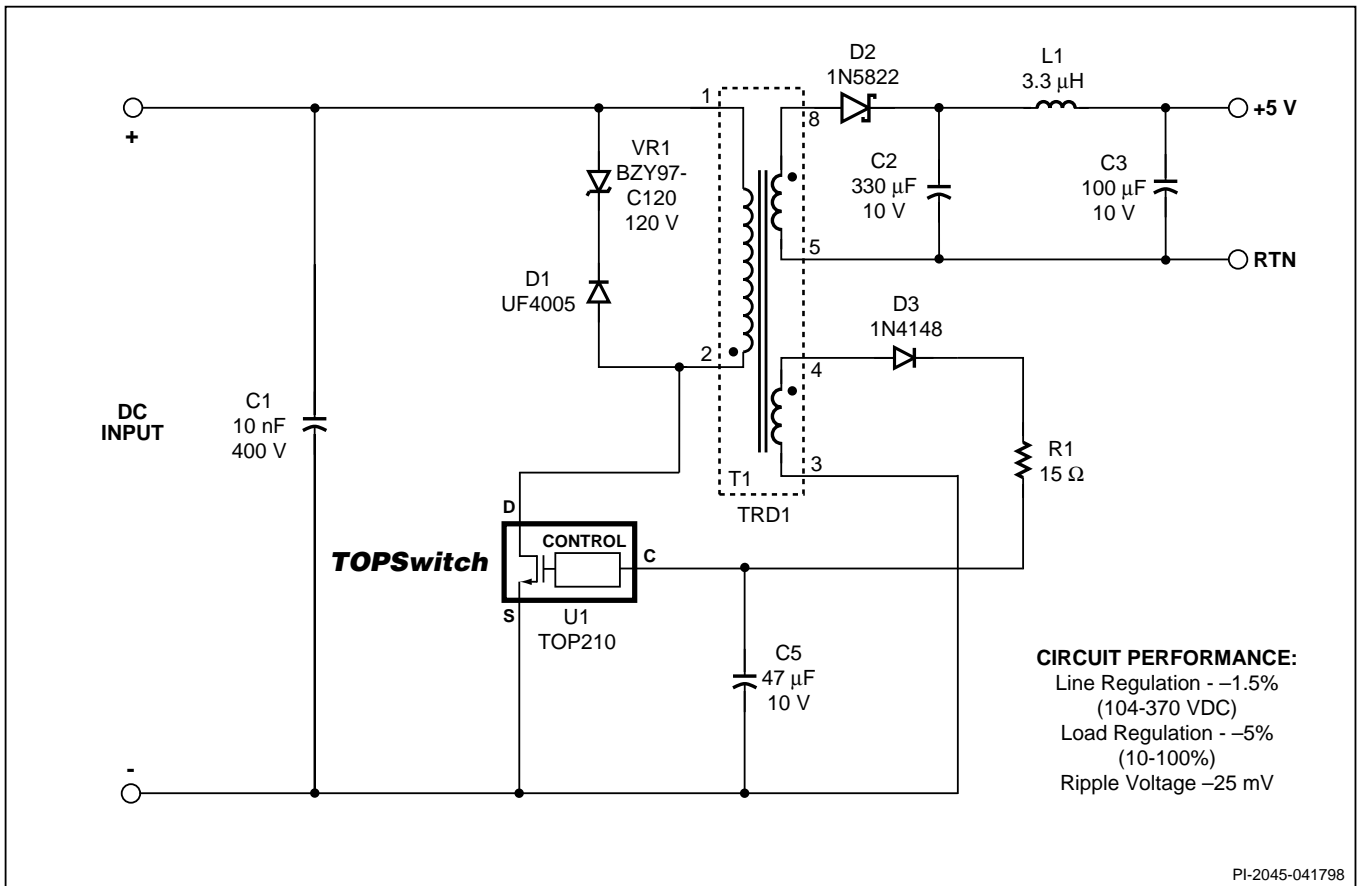 D2
1N5822
L1
3.3 µH
1
8
+
+5 V
VR1
BZY97-
C120
120 V
C2
330 µF
10 V
C3
100 µF
10 V
5
RTN
D1
UF4005
D3
1N4148
2
4
DC
INPUT
C1
10 nF
400 V
R1
15 Ω
3
T1
TRD1
D
CONTROL
TOPSwitch
C
S
U1
TOP210
C5
47 µF
10 V
CIRCUIT PERFORMANCE:
Line Regulation - –1.5%
(104-370 VDC)
Load Regulation - –5%
(10-100%)
Ripple Voltage –25 mV
-
PI-2045-041798